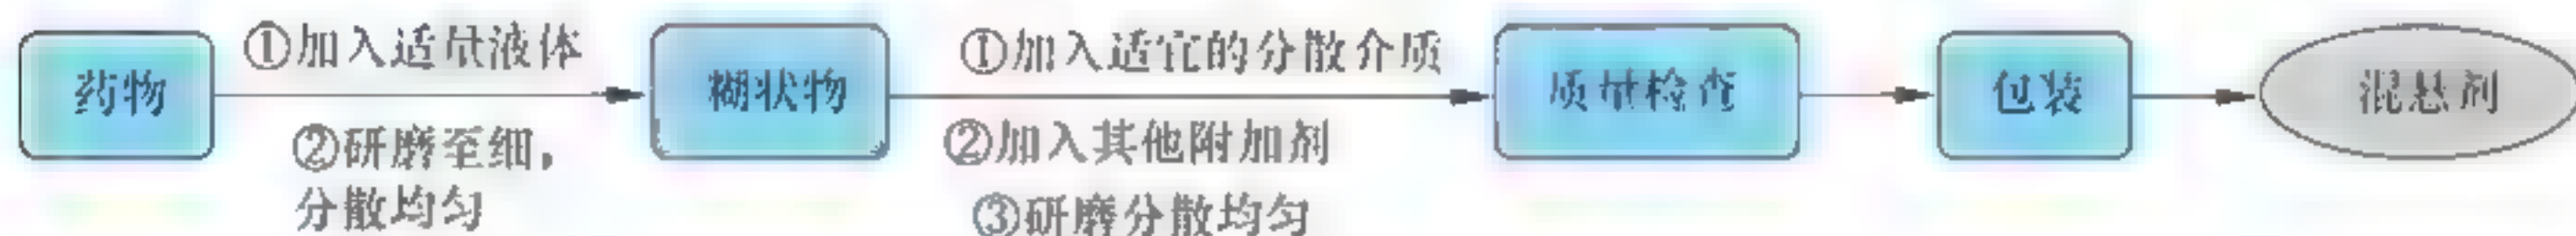 药物
①加入适量液体
②研磨至细，
分散均匀
糊状物
①加入适宜的分散介质
②加入其他附加剂
③研磨分散均匀
质量检查
包装
混悬剂